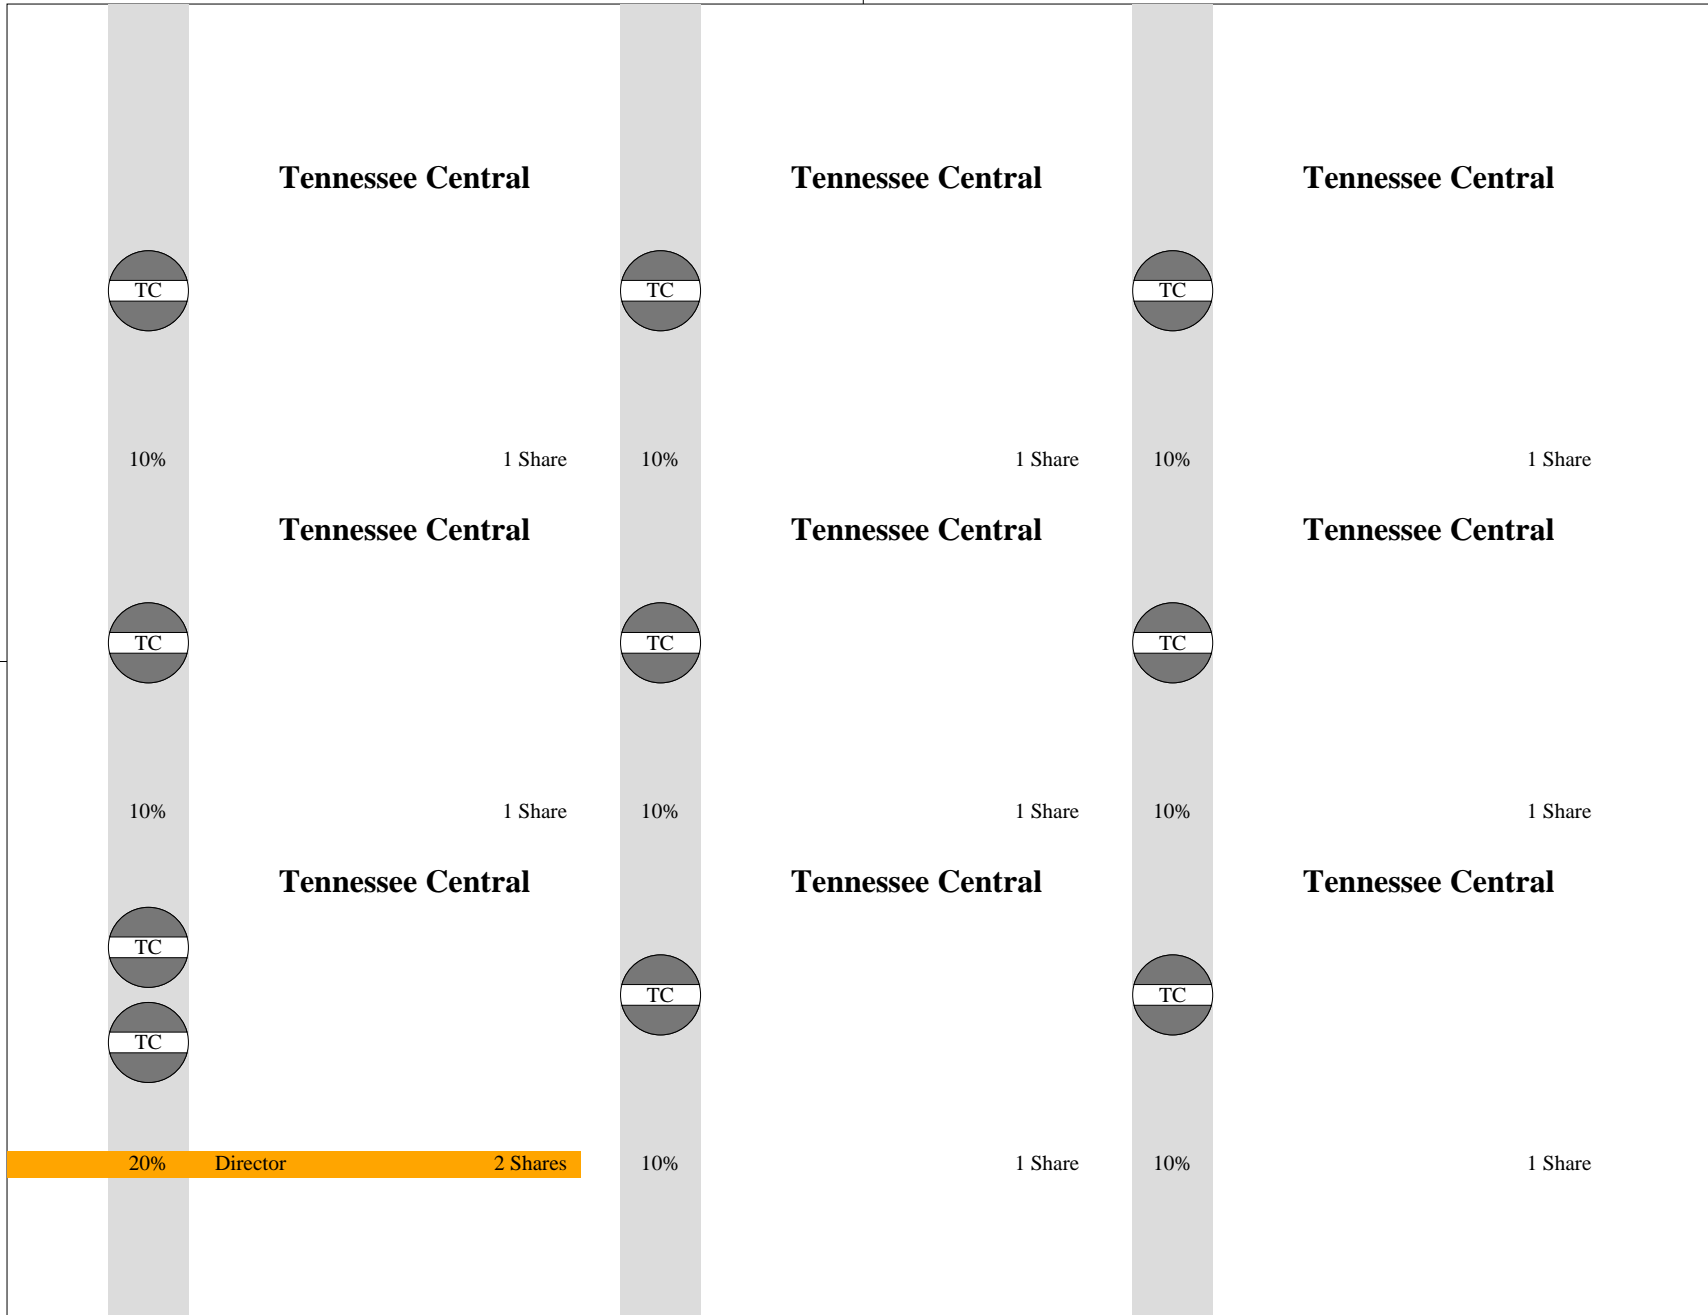 Tennessee Central Tennessee Central Tennessee Central
TC TC TC
10% 1 Share 10% 1 Share 10% 1 Share
Tennessee Central Tennessee Central Tennessee Central
TC TC TC
10% 1 Share 10% 1 Share 10% 1 Share
Tennessee Central Tennessee Central Tennessee Central
TC
TC TC
TC
20% Director 2 Shares 10% 1 Share 10% 1 Share